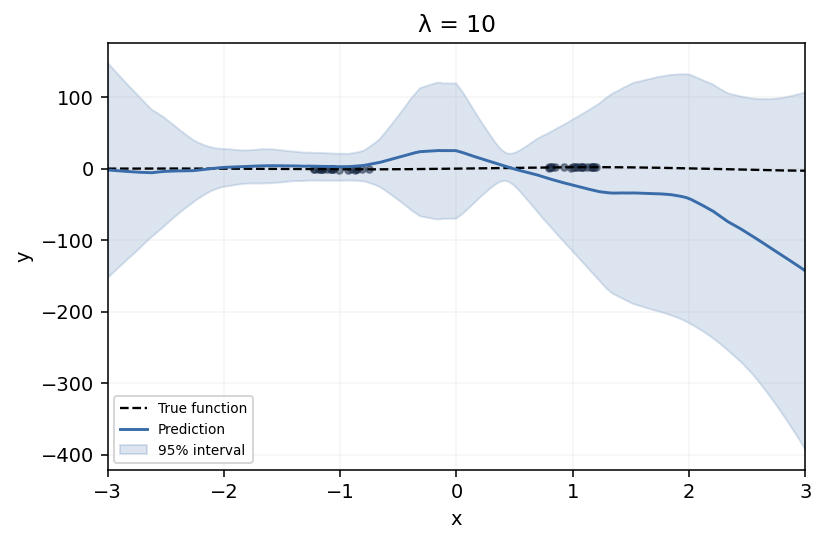 λ = 10
y
100
0
−100
−200
−300
−400
True function
Prediction
95% interval
−3 −2 −1 0 1 2 3
x